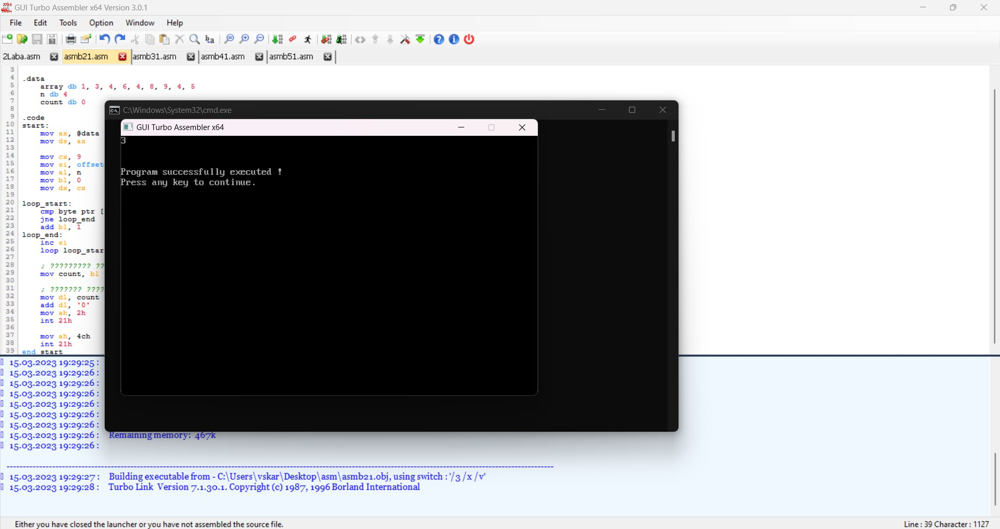 GUI Turbo Assembler x64 Version 3.0.1
File Edit Tools Option Window Help
2Laba.asm asmb21.asm asmb31.asm asmb41.asm asmb51.asm
3
4 .data
5 array db 1, 3, 4, 6, 4, 8, 9, 4, 5
6 n db 4
7 count db 0
8
9 .code
10 start:
11 mov ax, @data
12 mov ds, ax
13
14 mov cx, 9
15 mov si, offset
16 mov al, n
17 mov bl, 0
18 mov dx, cx
19
20 loop_start:
21 cmp byte ptr [
22 jne loop_end
23 add bl, 1
24 loop_end:
25 inc si
26 loop loop_star
27
28 ; ????????? ??
29 mov count, bl
30
31 ; ??????? ????
32 mov dl, count
33 add dl, '0'
34 mov ah, 2h
35 int 21h
36
37 mov ah, 4ch
38 int 21h
39 end start
C:\Windows\System32\cmd.exe
GUI Turbo Assembler x64
3
Program successfully executed !
Press any key to continue.
15.03.2023 19:29:25 :
15.03.2023 19:29:26 :
15.03.2023 19:29:26 :
15.03.2023 19:29:26 :
15.03.2023 19:29:26 :
15.03.2023 19:29:26 :
15.03.2023 19:29:26 :
15.03.2023 19:29:26 : Remaining memory: 467k
15.03.2023 19:29:26 :
15.03.2023 19:29:27 : Building executable from - C:\Users\vskar\Desktop\asm\asmb21.obj, using switch : '/3 /x /v'
15.03.2023 19:29:28 : Turbo Link Version 7.1.30.1. Copyright (c) 1987, 1996 Borland International
Either you have closed the launcher or you have not assembled the source file.
Line : 39 Character : 1127